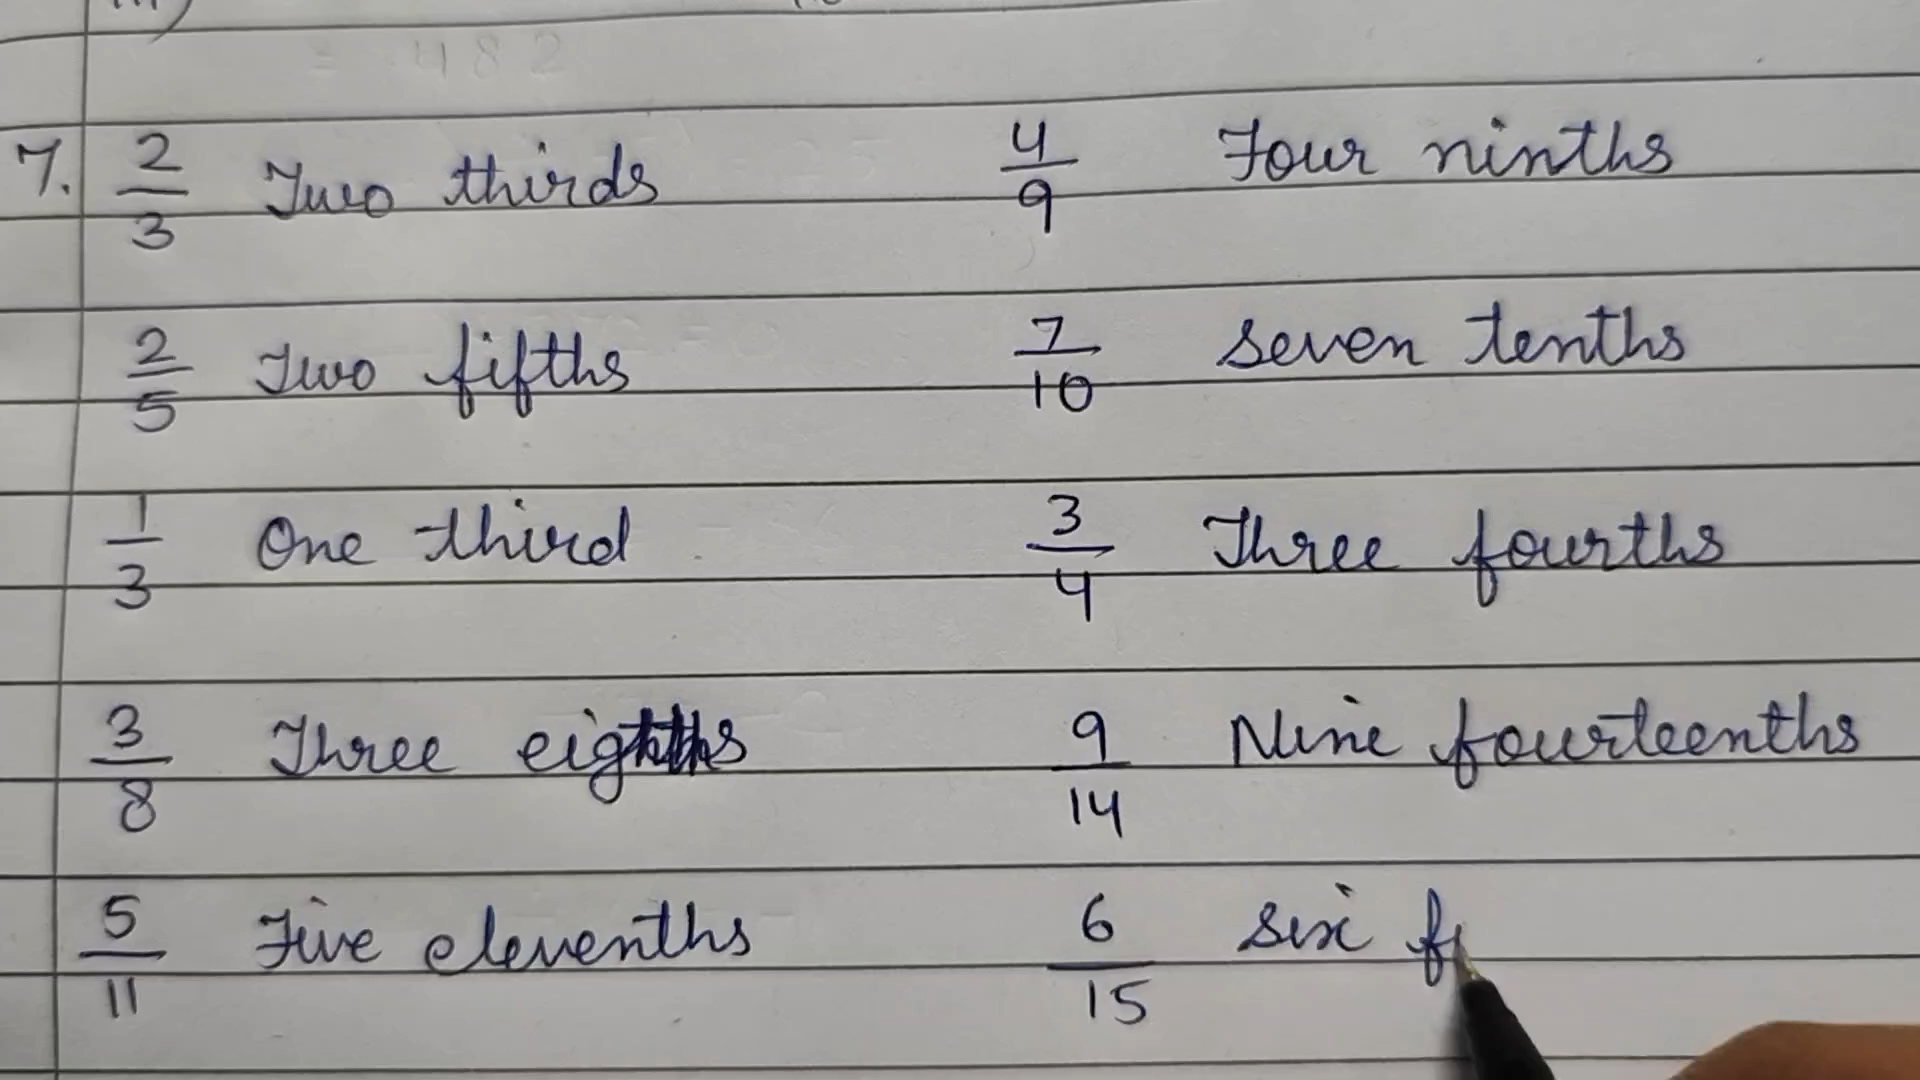 = 482
7. 2/3 Two thirds 4/9 Four ninths
2/5 Two fifths 7/10 Seven tenths
1/3 One third 3/4 Three fourths
3/8 Three eighths 9/14 Nine fourteenths
5/11 Five elevenths 6/15 Six f